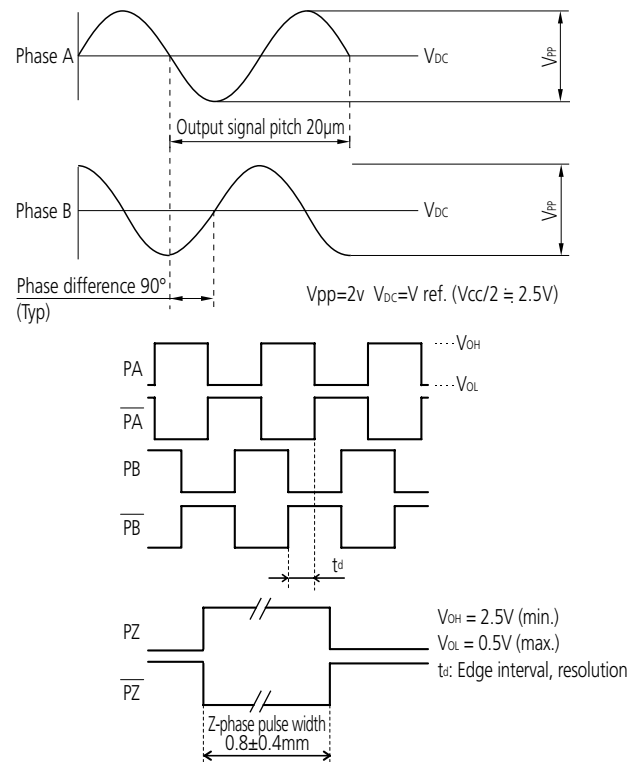 Phase A
VDC
VPP
Output signal pitch 20μm
Phase B
VDC
VPP
Phase difference 90°
(Typ)
Vpp=2v VDC=V ref. (Vcc/2 ≒ 2.5V)
VOH
PA
VOL
PA
PB
PB
td
PZ
VOH = 2.5V (min.)
VOL = 0.5V (max.)
td: Edge interval, resolution
PZ
Z-phase pulse width
0.8±0.4mm